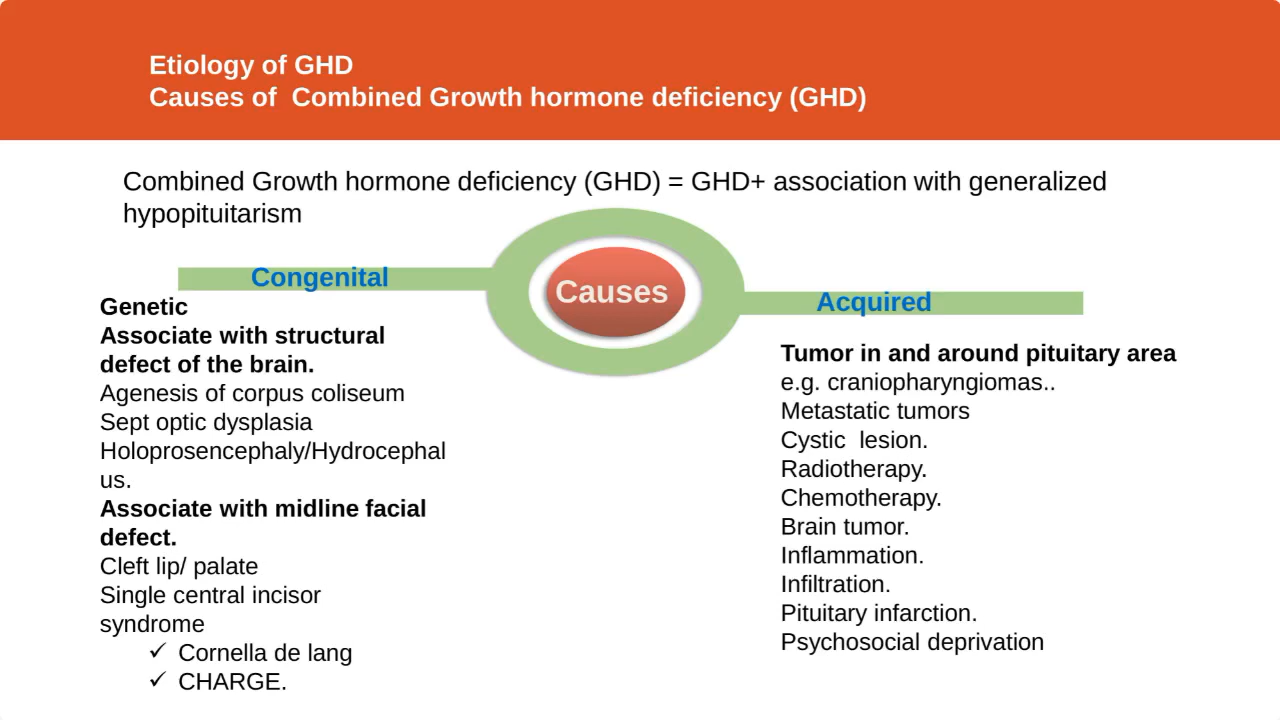 Etiology of GHD
Causes of  Combined Growth hormone deficiency (GHD)
Combined Growth hormone deficiency (GHD) = GHD+ association with generalized
hypopituitarism
Causes
Congenital
Genetic
Associate with structural
defect of the brain.
Agenesis of corpus coliseum
Sept optic dysplasia
Holoprosencephaly/Hydrocephal
us.
Associate with midline facial
defect.
Cleft lip/ palate
Single central incisor
syndrome
✓ Cornella de lang
✓ CHARGE.
Acquired
Tumor in and around pituitary area
e.g. craniopharyngiomas..
Metastatic tumors
Cystic  lesion.
Radiotherapy.
Chemotherapy.
Brain tumor.
Inflammation.
Infiltration.
Pituitary infarction.
Psychosocial deprivation